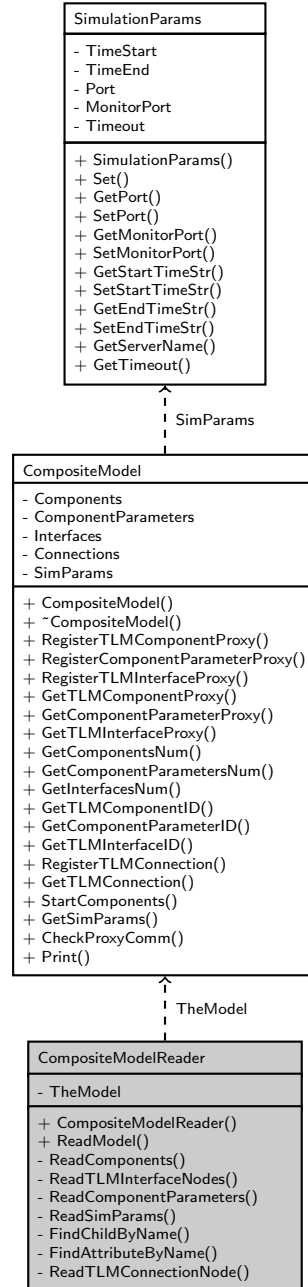 SimulationParams
- TimeStart
- TimeEnd
- Port
- MonitorPort
- Timeout
+ SimulationParams()
+ Set()
+ GetPort()
+ SetPort()
+ GetMonitorPort()
+ SetMonitorPort()
+ GetStartTimeStr()
+ SetStartTimeStr()
+ GetEndTimeStr()
+ SetEndTimeStr()
+ GetServerName()
+ GetTimeout()
SimParams
CompositeModel
- Components
- ComponentParameters
- Interfaces
- Connections
- SimParams
+ CompositeModel()
+ ~CompositeModel()
+ RegisterTLMComponentProxy()
+ RegisterComponentParameterProxy()
+ RegisterTLMInterfaceProxy()
+ GetTLMComponentProxy()
+ GetComponentParameterProxy()
+ GetTLMInterfaceProxy()
+ GetComponentsNum()
+ GetComponentParametersNum()
+ GetInterfacesNum()
+ GetTLMComponentID()
+ GetComponentParameterID()
+ GetTLMInterfaceID()
+ RegisterTLMConnection()
+ GetTLMConnection()
+ StartComponents()
+ GetSimParams()
+ CheckProxyComm()
+ Print()
TheModel
CompositeModelReader
- TheModel
+ CompositeModelReader()
+ ReadModel()
- ReadComponents()
- ReadTLMInterfaceNodes()
- ReadComponentParameters()
- ReadSimParams()
- FindChildByName()
- FindAttributeByName()
- ReadTLMConnectionNode()